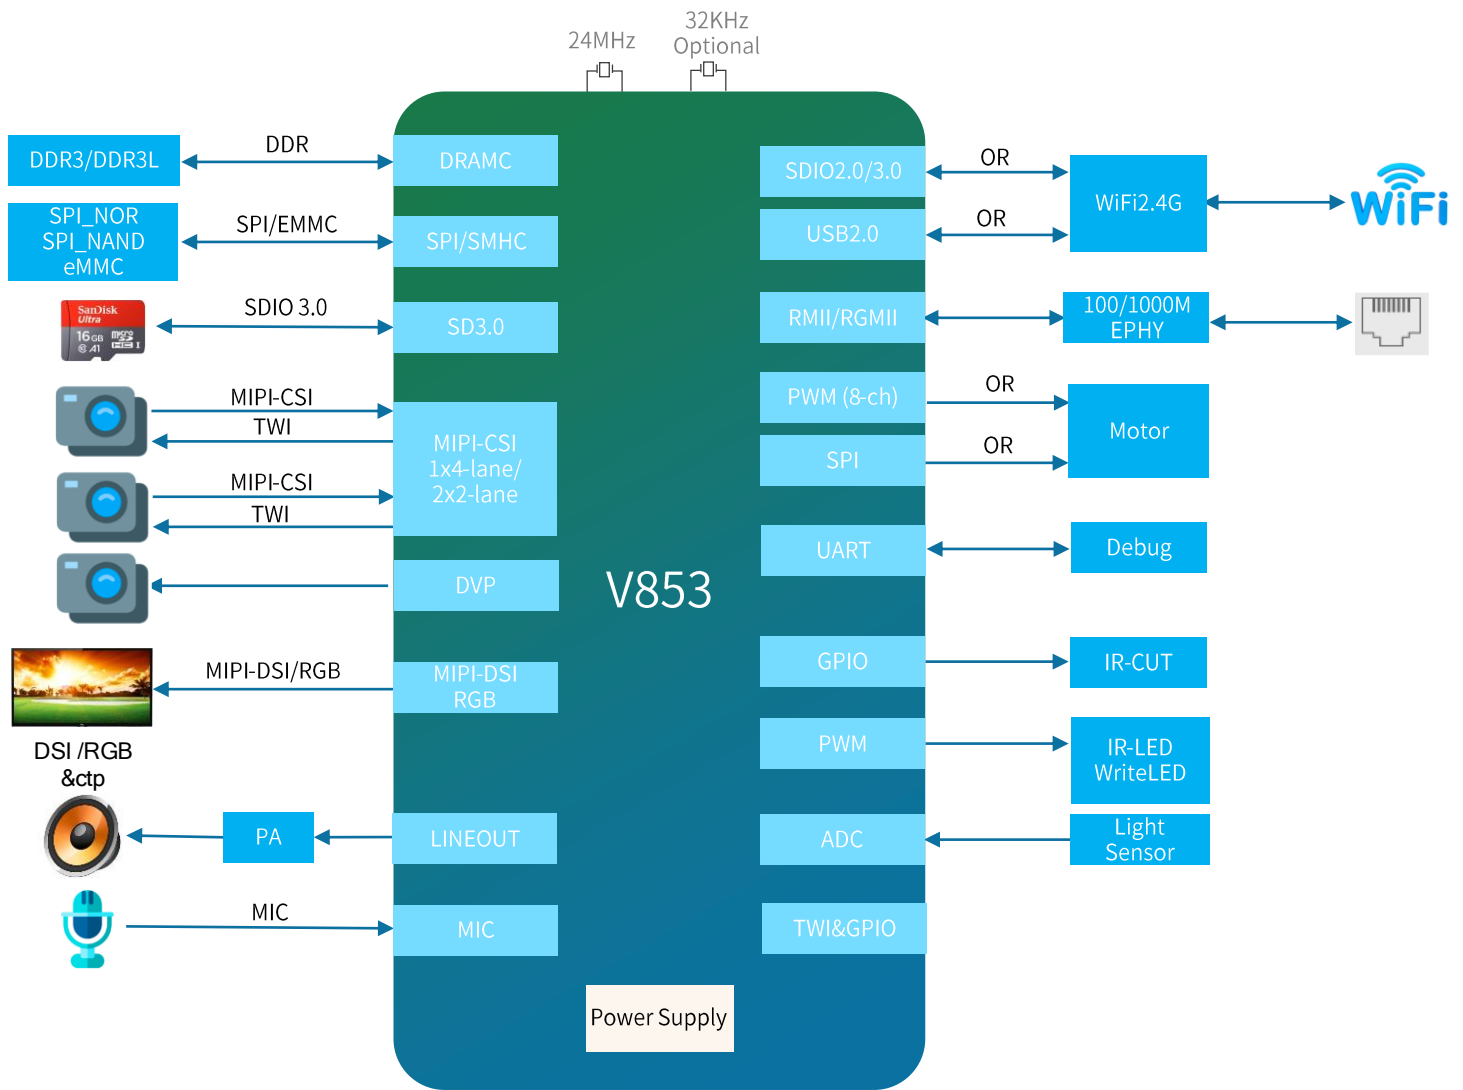 24MHz
32KHz
Optional
DDR3/DDR3L
DDR
DRAMC
SPI_NOR
SPI_NAND
eMMC
SPI/EMMC
SPI/SMHC
SanDisk
Ultra
16GB
micro
HC I
A1
SDIO 3.0
SD3.0
MIPI-CSI
TWI
MIPI-CSI
TWI
MIPI-CSI
1x4-lane/
2x2-lane
DVP
MIPI-DSI/RGB
MIPI-DSI
RGB
DSI /RGB
&ctp
PA
LINEOUT
MIC
MIC
V853
Power Supply
SDIO2.0/3.0
OR
USB2.0
OR
WiFi2.4G
WiFi
RMII/RGMII
100/1000M
EPHY
PWM (8-ch)
OR
SPI
OR
Motor
UART
Debug
GPIO
IR-CUT
PWM
IR-LED
WriteLED
ADC
Light
Sensor
TWI&GPIO